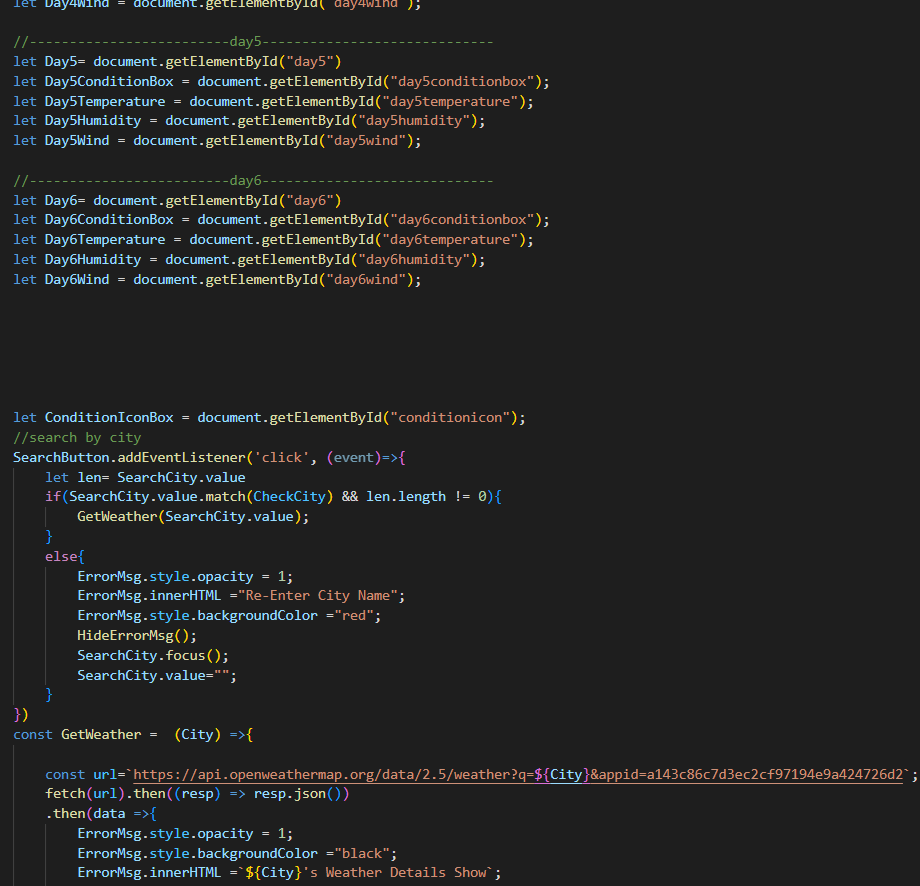 let Day4Wind = document.getElementById("day4wind");
//-------------------------day5-----------------------------
let Day5= document.getElementById("day5")
let Day5ConditionBox = document.getElementById("day5conditionbox");
let Day5Temperature = document.getElementById("day5temperature");
let Day5Humidity = document.getElementById("day5humidity");
let Day5Wind = document.getElementById("day5wind");
//-------------------------day6-----------------------------
let Day6= document.getElementById("day6")
let Day6ConditionBox = document.getElementById("day6conditionbox");
let Day6Temperature = document.getElementById("day6temperature");
let Day6Humidity = document.getElementById("day6humidity");
let Day6Wind = document.getElementById("day6wind");
let ConditionIconBox = document.getElementById("conditionicon");
//search by city
SearchButton.addEventListener('click', (event)=>{
    let len= SearchCity.value
    if(SearchCity.value.match(CheckCity) && len.length != 0){
        GetWeather(SearchCity.value);
    }
    else{
        ErrorMsg.style.opacity = 1;
        ErrorMsg.innerHTML ="Re-Enter City Name";
        ErrorMsg.style.backgroundColor ="red";
        HideErrorMsg();
        SearchCity.focus();
        SearchCity.value="";
    }
})
const GetWeather =  (City) =>{
    const url=`https://api.openweathermap.org/data/2.5/weather?q=${City}&appid=a143c86c7d3ec2cf97194e9a424726d2`;
    fetch(url).then((resp) => resp.json())
    .then(data =>{
        ErrorMsg.style.opacity = 1;
        ErrorMsg.style.backgroundColor ="black";
        ErrorMsg.innerHTML =`${City}'s Weather Details Show`;